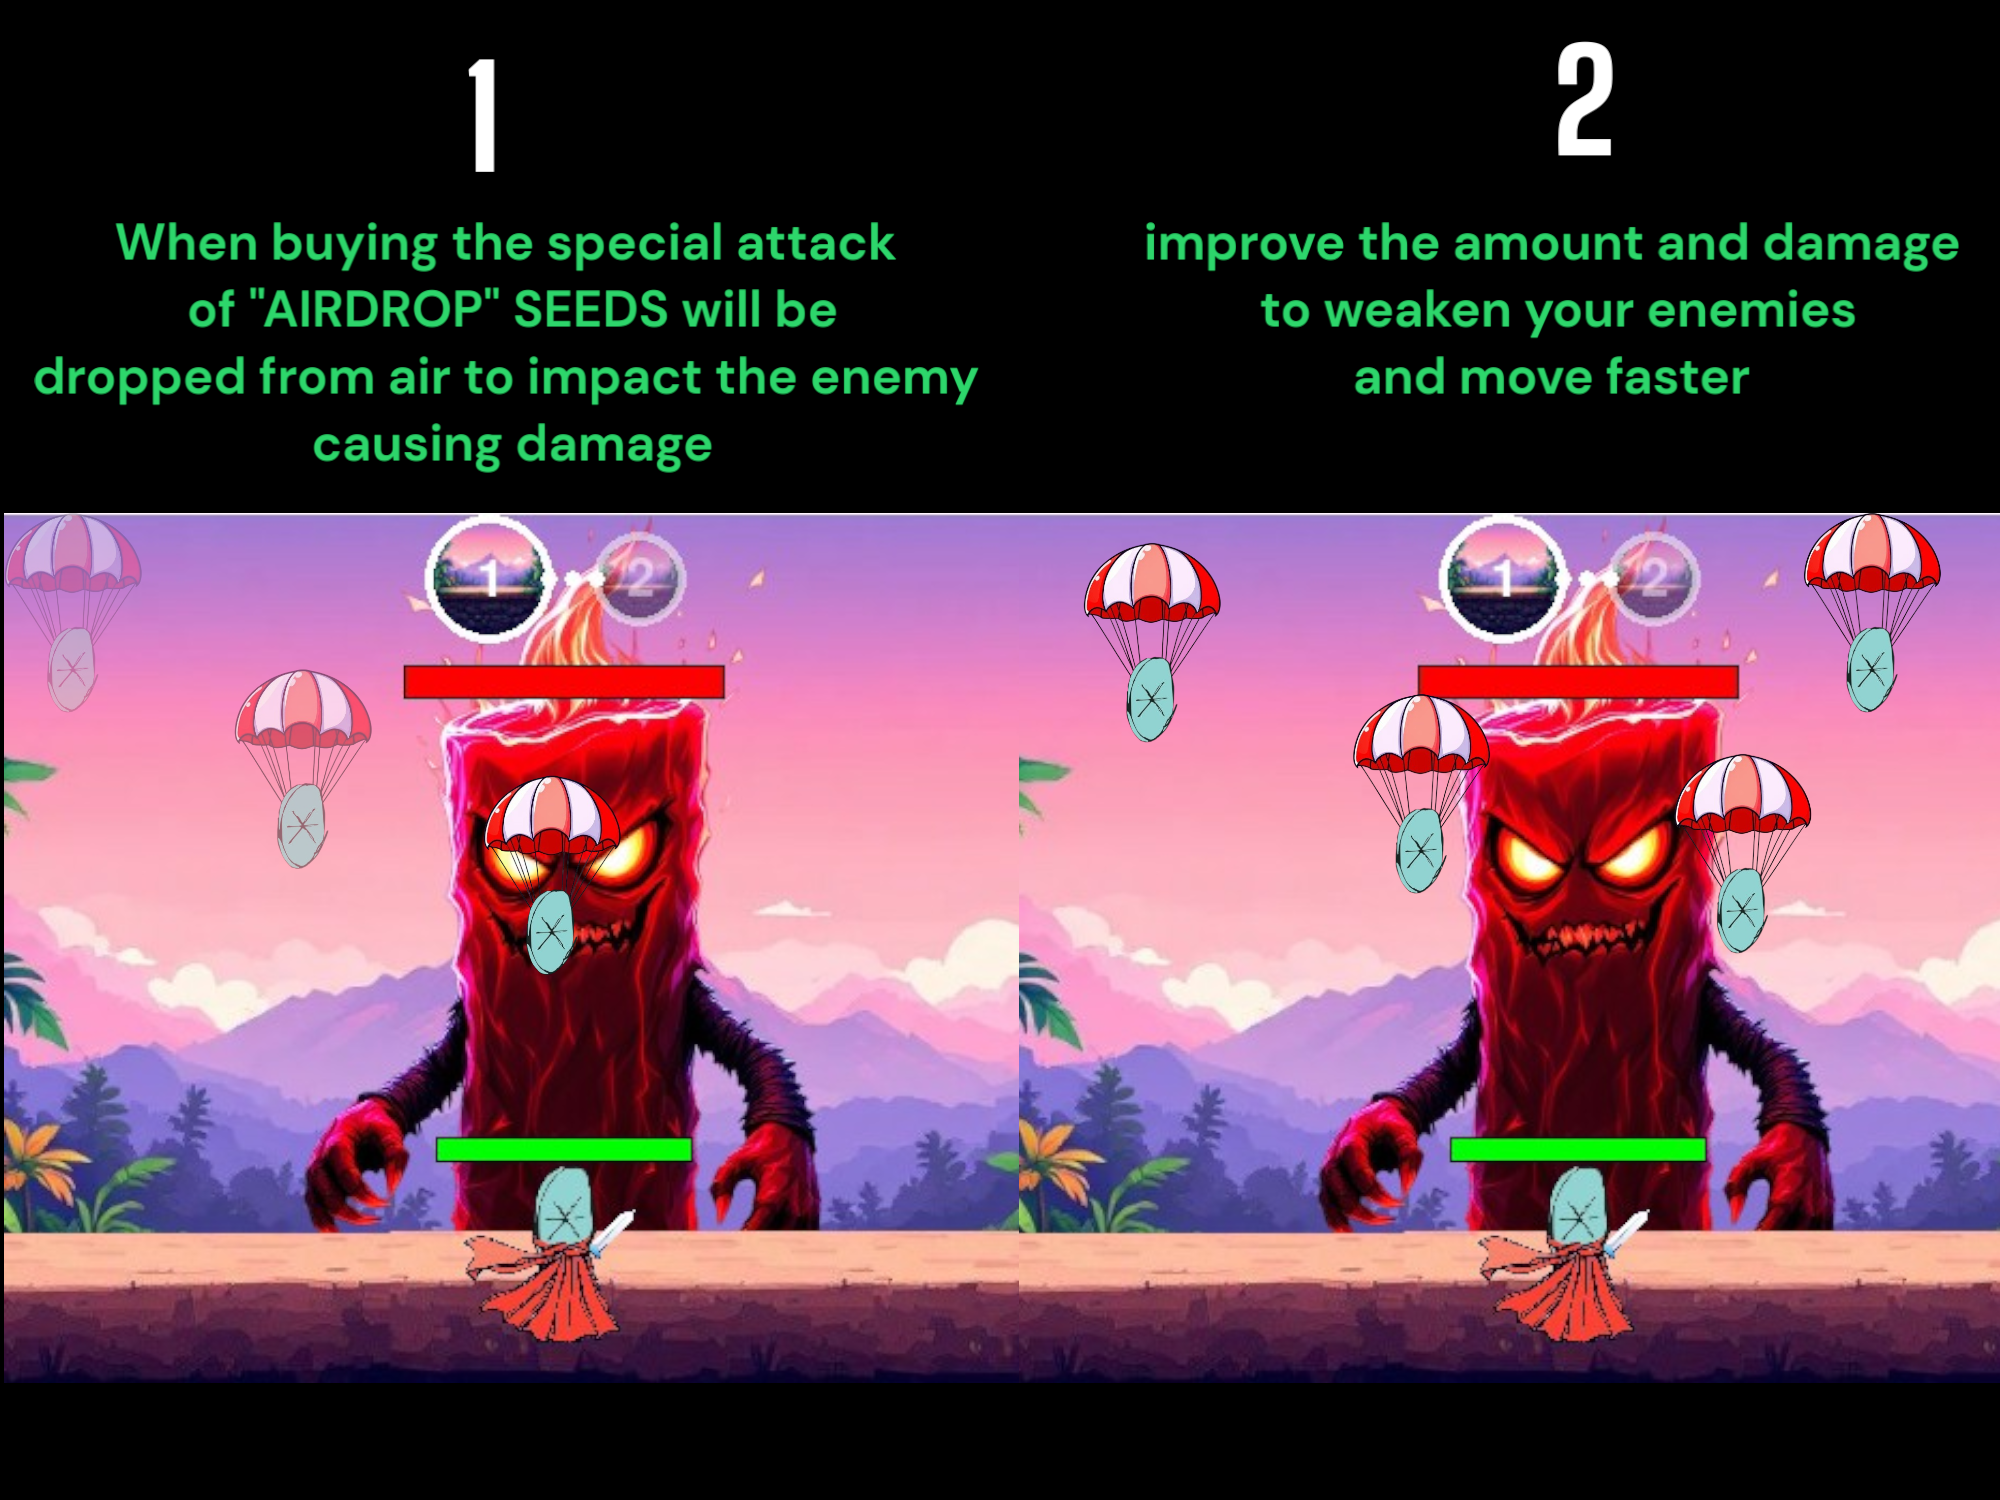 1
When buying the special attack
of "AIRDROP" SEEDS will be
dropped from air to impact the enemy
causing damage
2
improve the amount and damage
to weaken your enemies
and move faster
1
2
1
2